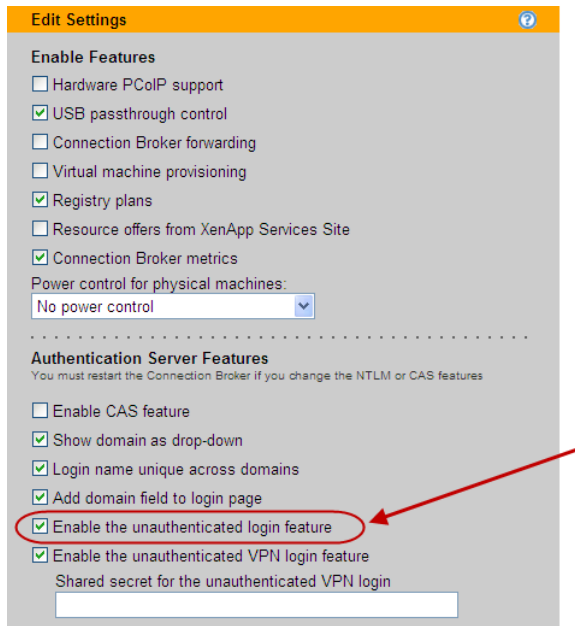 Edit Settings
Enable Features
Hardware PCoIP support
USB passthrough control
Connection Broker forwarding
Virtual machine provisioning
Registry plans
Resource offers from XenApp Services Site
Connection Broker metrics
Power control for physical machines:
No power control
Authentication Server Features
You must restart the Connection Broker if you change the NTLM or CAS features
Enable CAS feature
Show domain as drop-down
Login name unique across domains
Add domain field to login page
Enable the unauthenticated login feature
Enable the unauthenticated VPN login feature
Shared secret for the unauthenticated VPN login